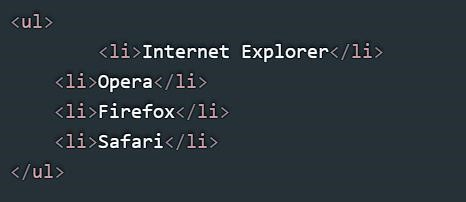 <ul>
<li>Internet Explorer</li>
<li>Opera</li>
<li>Firefox</li>
<li>Safari</li>
</ul>